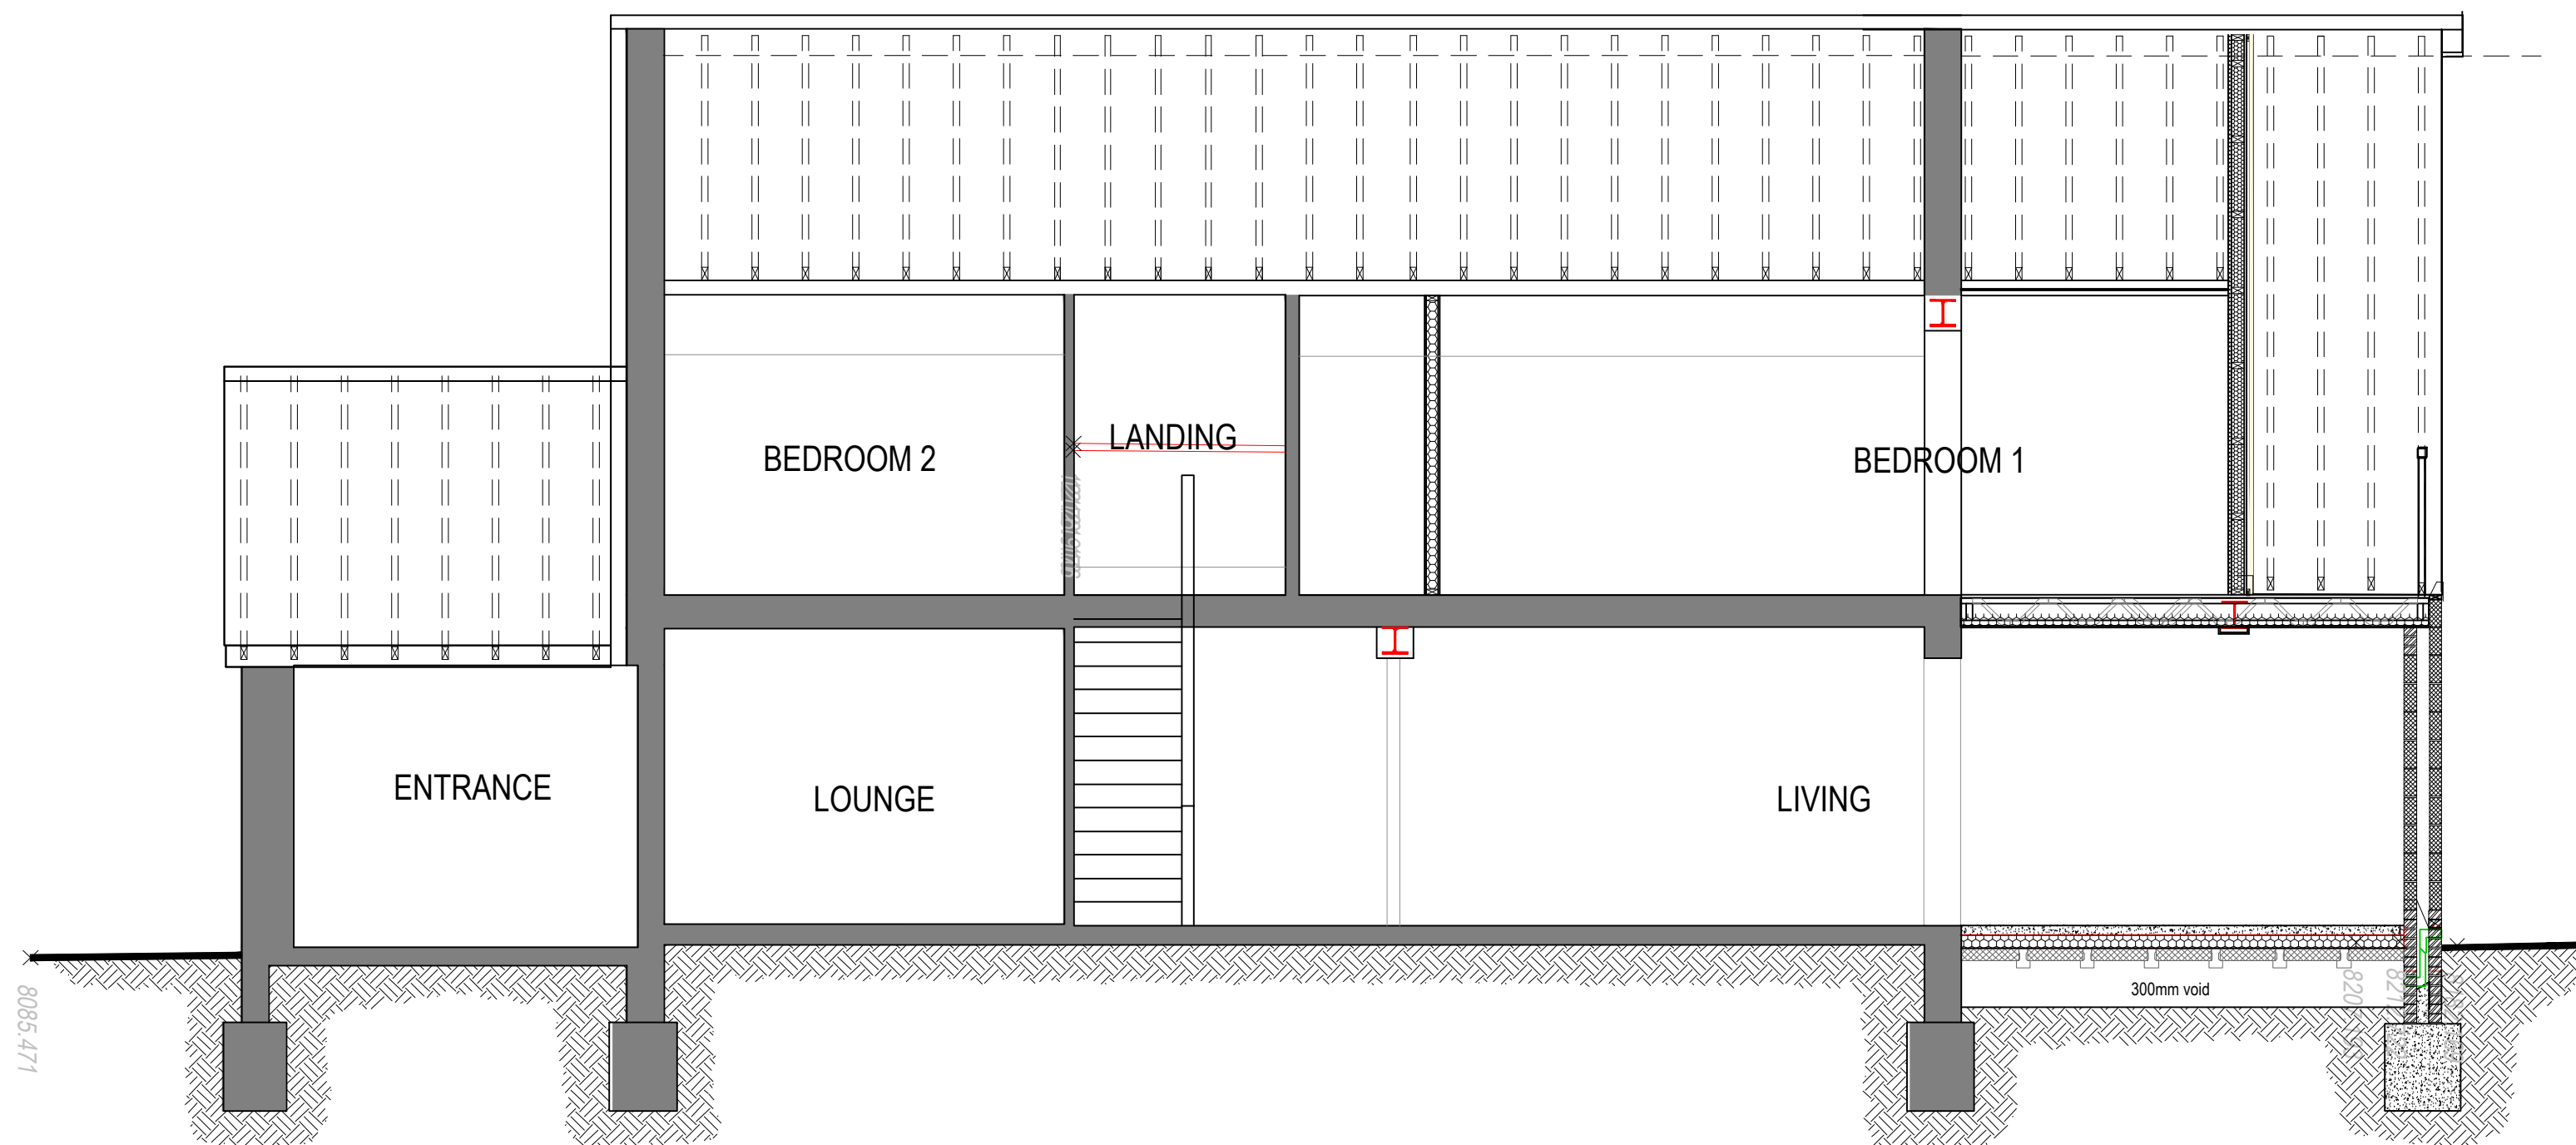 LANDING
BEDROOM 2
BEDROOM 1
ENTRANCE
LOUNGE
LIVING
300mm void
8085.471